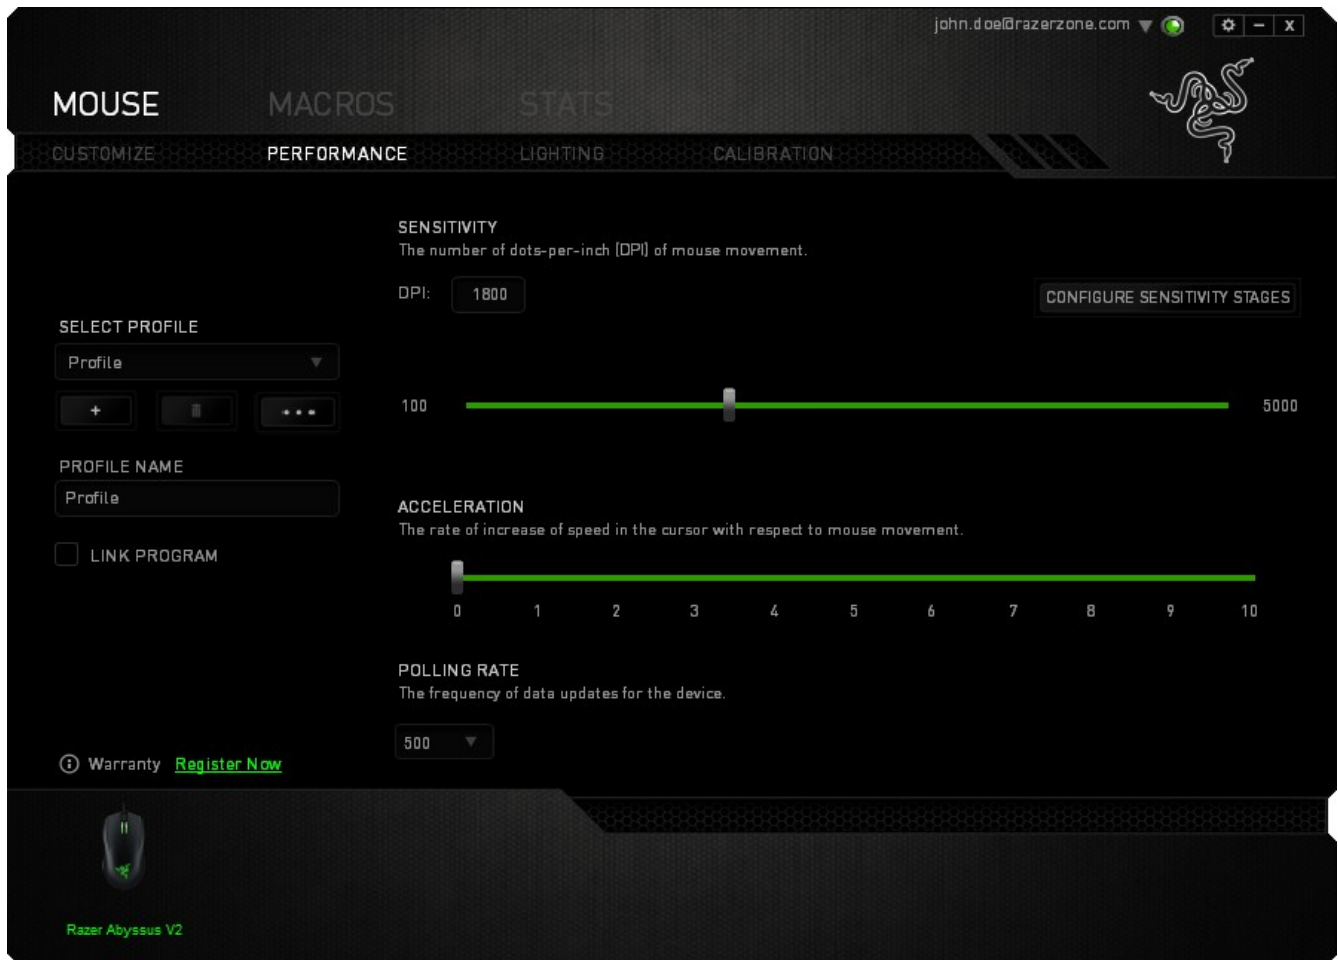 john.doe@razerzone.com
X
MOUSE MACROS STATS
CUSTOMIZE PERFORMANCE LIGHTING CALIBRATION
SENSITIVITY
The number of dots-per-inch (DPI) of mouse movement.
DPI: 1800
CONFIGURE SENSITIVITY STAGES
SELECT PROFILE
Profile
100 5000
PROFILE NAME
Profile
LINK PROGRAM
ACCELERATION
The rate of increase of speed in the cursor with respect to mouse movement.
0 1 2 3 4 5 6 7 8 9 10
POLLING RATE
The frequency of data updates for the device.
500
Warranty Register Now
Razer Abyssus V2